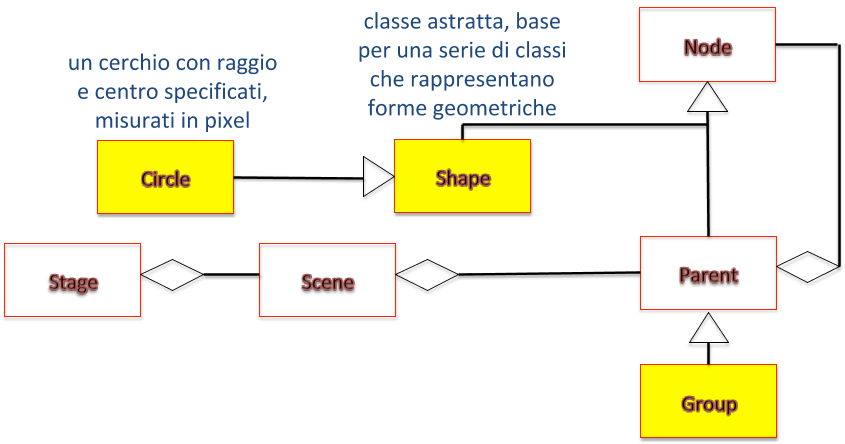 classe astratta, base
per una serie di classi
che rappresentano
forme geometriche
Node
un cerchio con raggio
e centro specificati,
misurati in pixel
Circle
Shape
Stage
Scene
Parent
Group